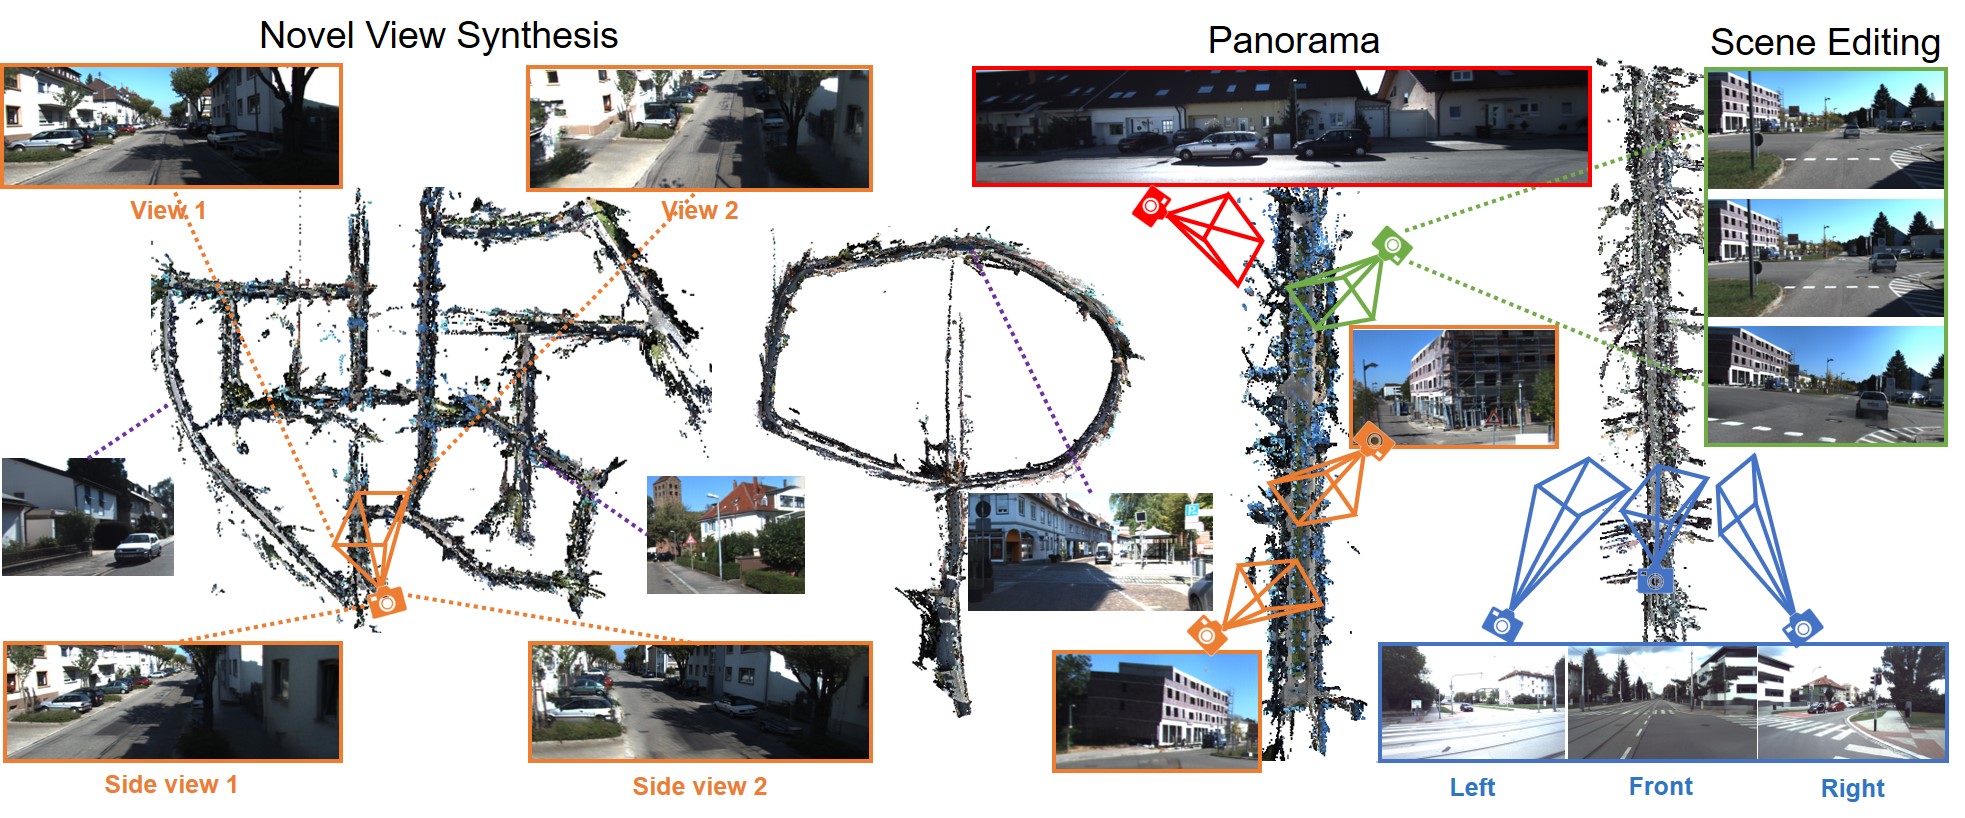 Novel View Synthesis
Panorama
Scene Editing
View 1
View 2
Side view 1
Side view 2
Left
Front
Right
P